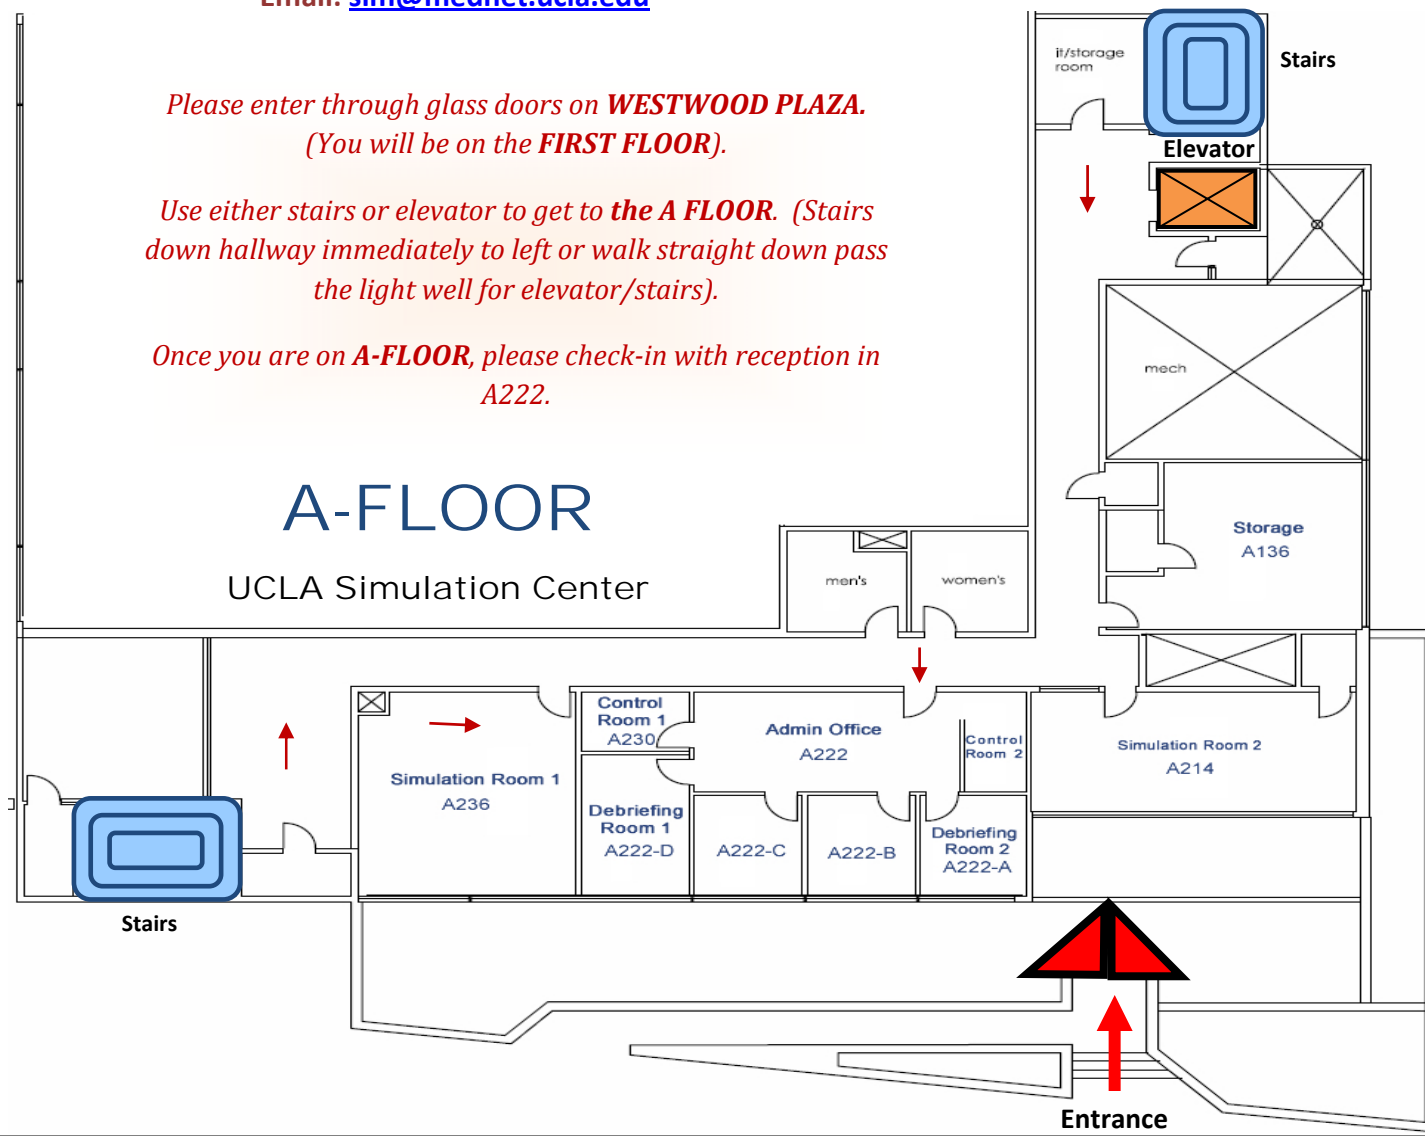 Email: sim@mednet.ucla.edu
Please enter through glass doors on WESTWOOD PLAZA.
(You will be on the FIRST FLOOR).
Use either stairs or elevator to get to the A FLOOR. (Stairs
down hallway immediately to left or walk straight down pass
the light well for elevator/stairs).
Once you are on A-FLOOR, please check-in with reception in
A222.
A-FLOOR
UCLA Simulation Center
it/storage
room
Stairs
Elevator
mech
Storage
A136
men's
women's
Control
Room 1
A230
Admin Office
A222
Control
Room 2
Simulation Room 2
A214
Simulation Room 1
A236
Debriefing
Room 1
A222-D
A222-C
A222-B
Debriefing
Room 2
A222-A
Stairs
Entrance